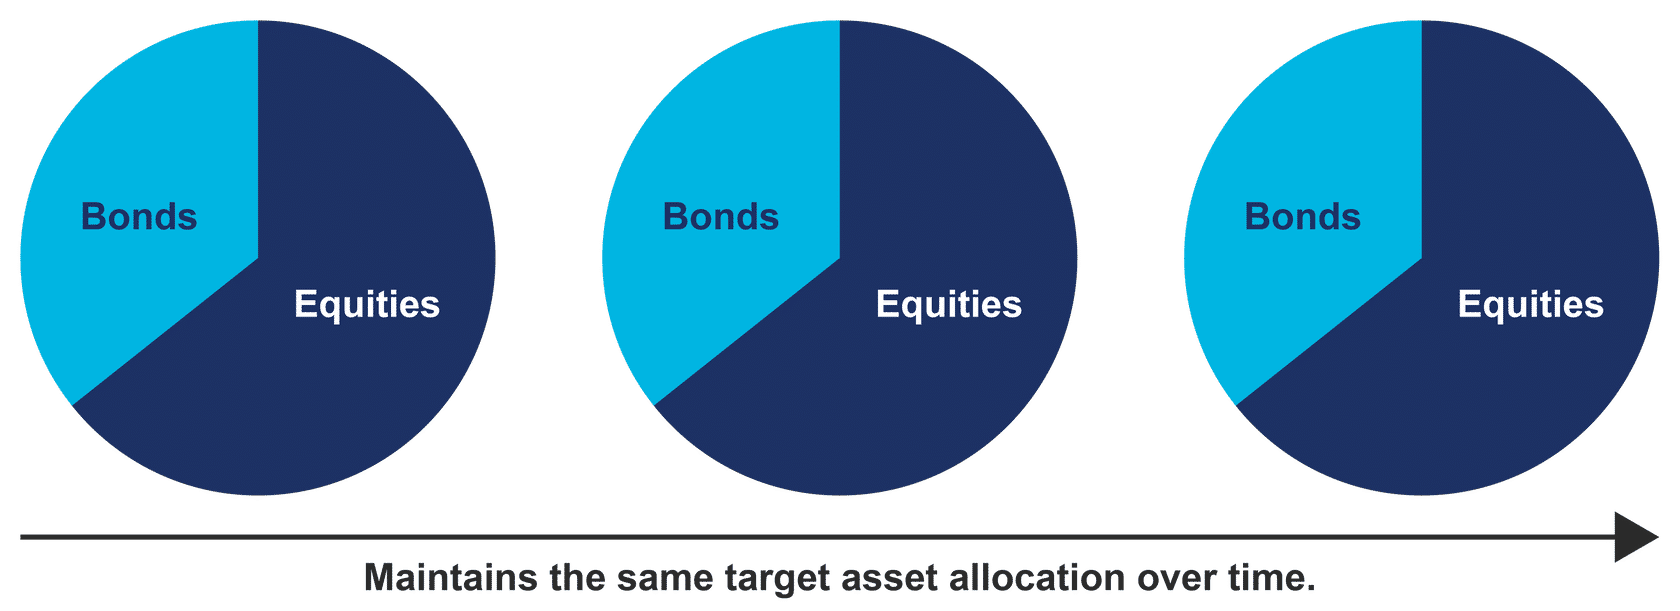 Bonds
Equities
Bonds
Equities
Bonds
Equities
Maintains the same target asset allocation over time.